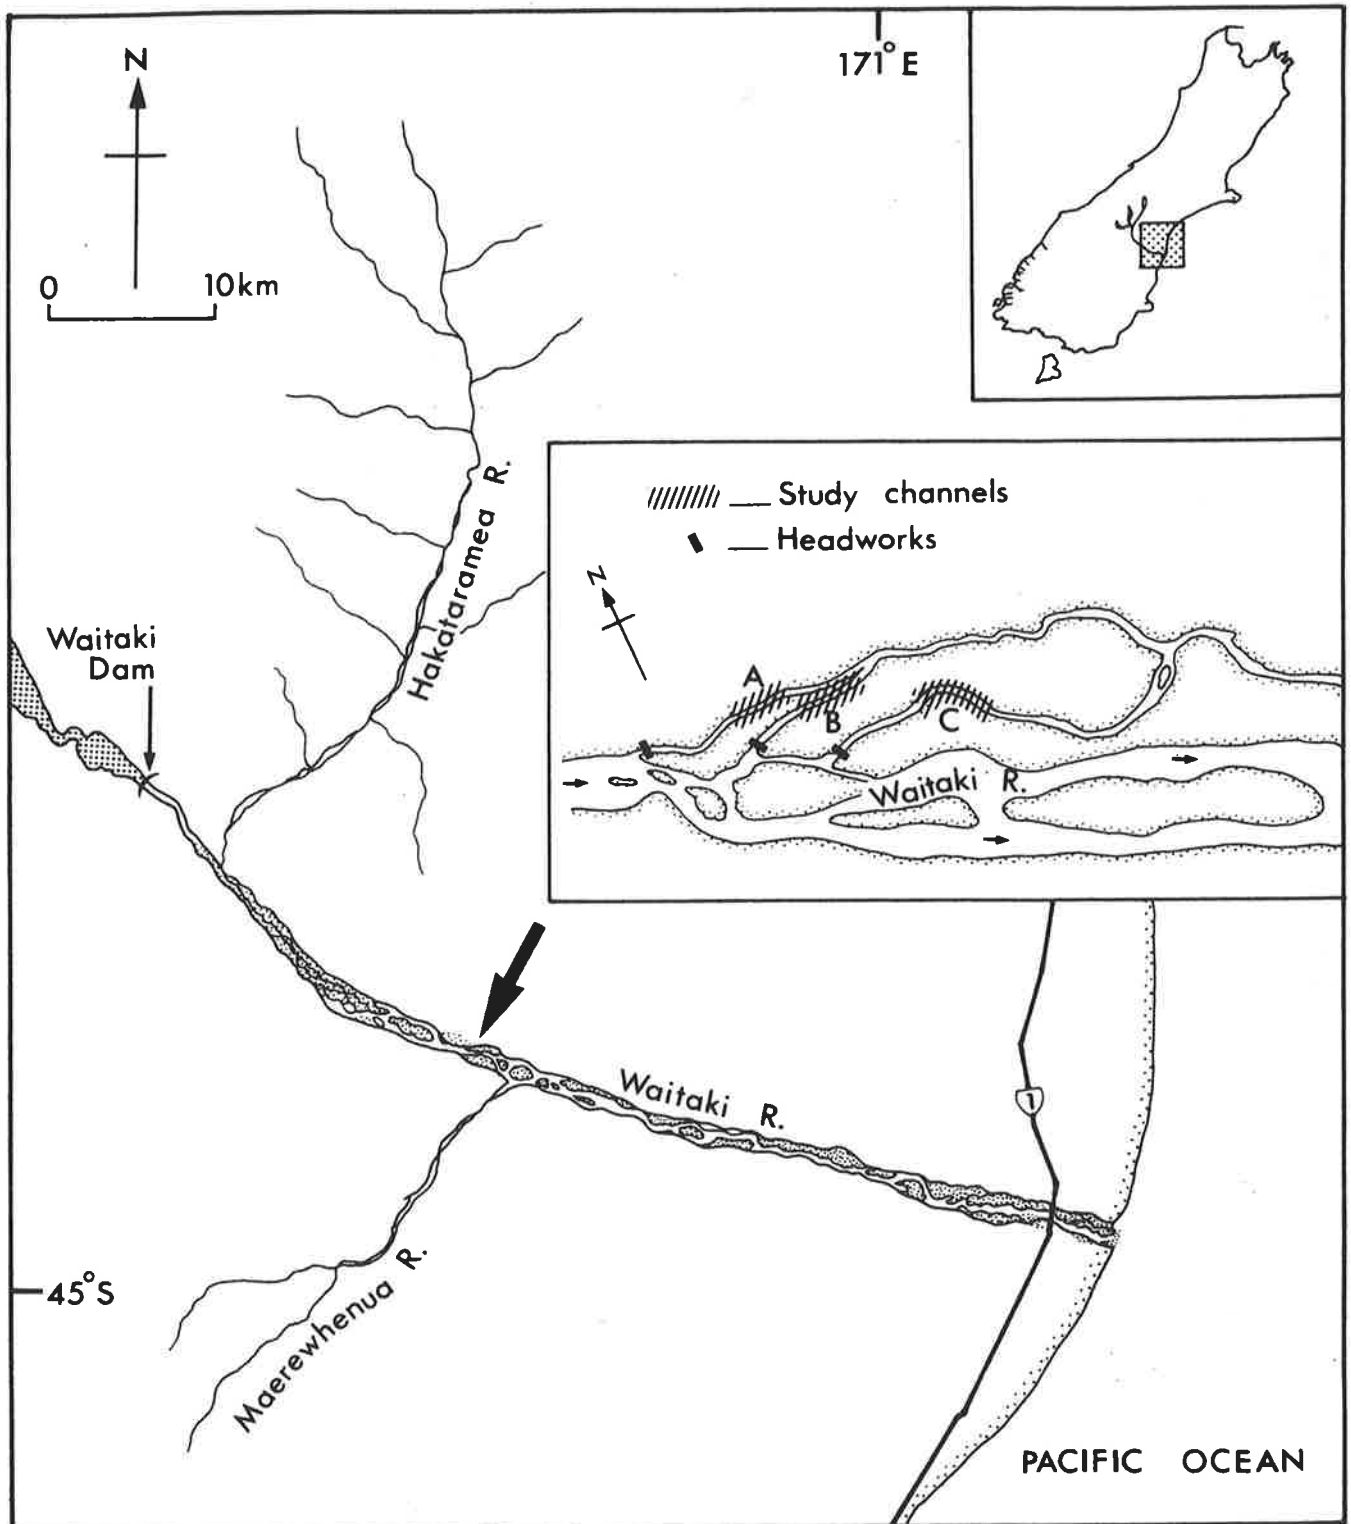 N
171°E
0 10km
Study channels
Headworks
N
Hakataramea R.
Waitaki
Dam
A
B
C
Waitaki R.
Waitaki R.
1
45°S
Maerewhenua R.
PACIFIC OCEAN